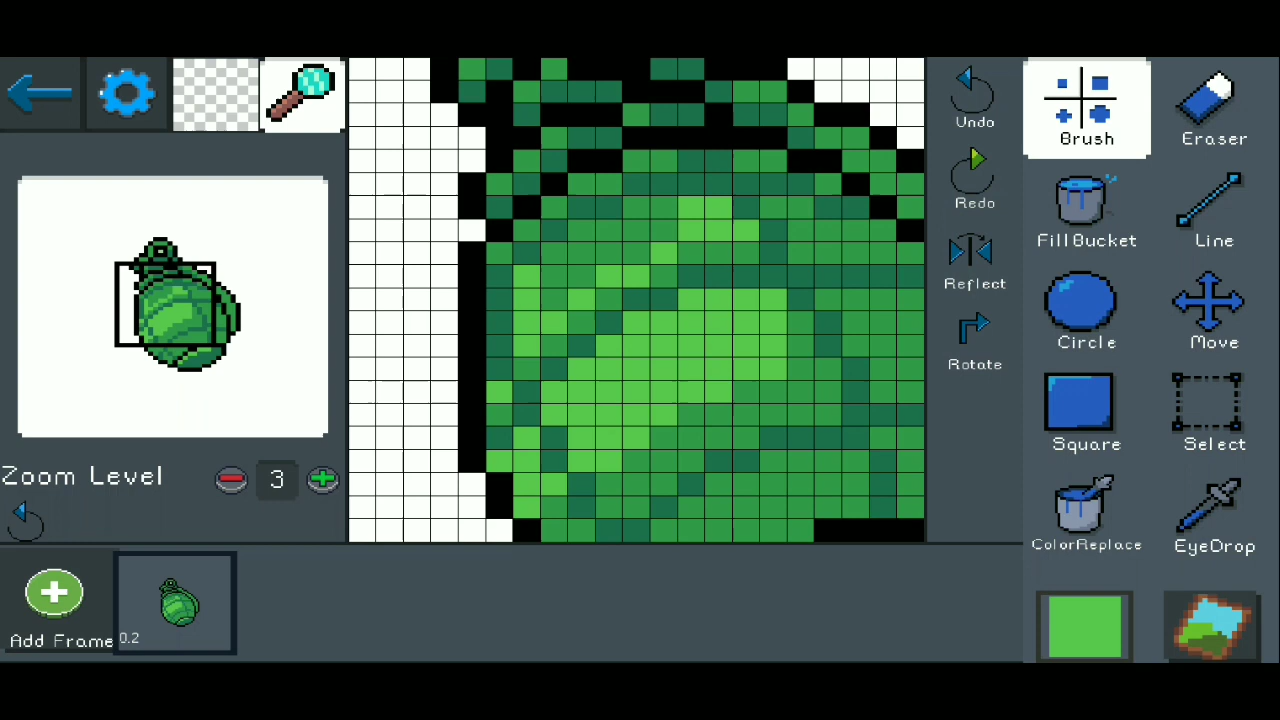 Undo
Brush
Eraser
Redo
FillBucket
Line
Reflect
Circle
Move
Rotate
Square
Select
Zoom Level
3
ColorReplace
EyeDrop
Add Frame
0.2